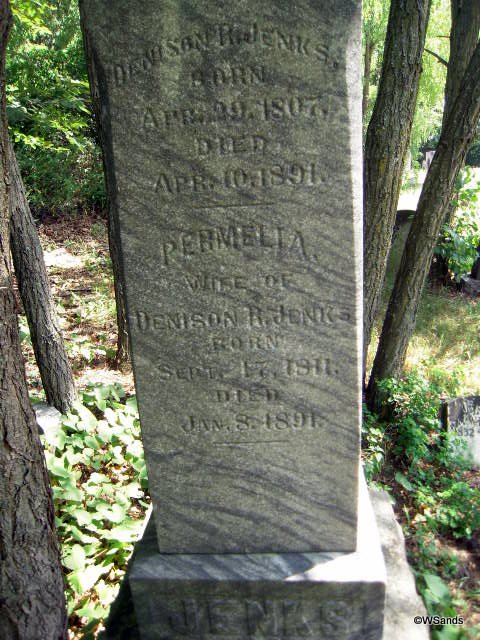 DENISON R. JENKS,
BORN
APR. 29. 1807.
DIED
APR. 10. 1891.
PERMELIA,
WIFE OF
DENISON R. JENKS
BORN
SEPT. 17. 1811.
DIED
JAN. 8. 1891.
JENKS
©WSands